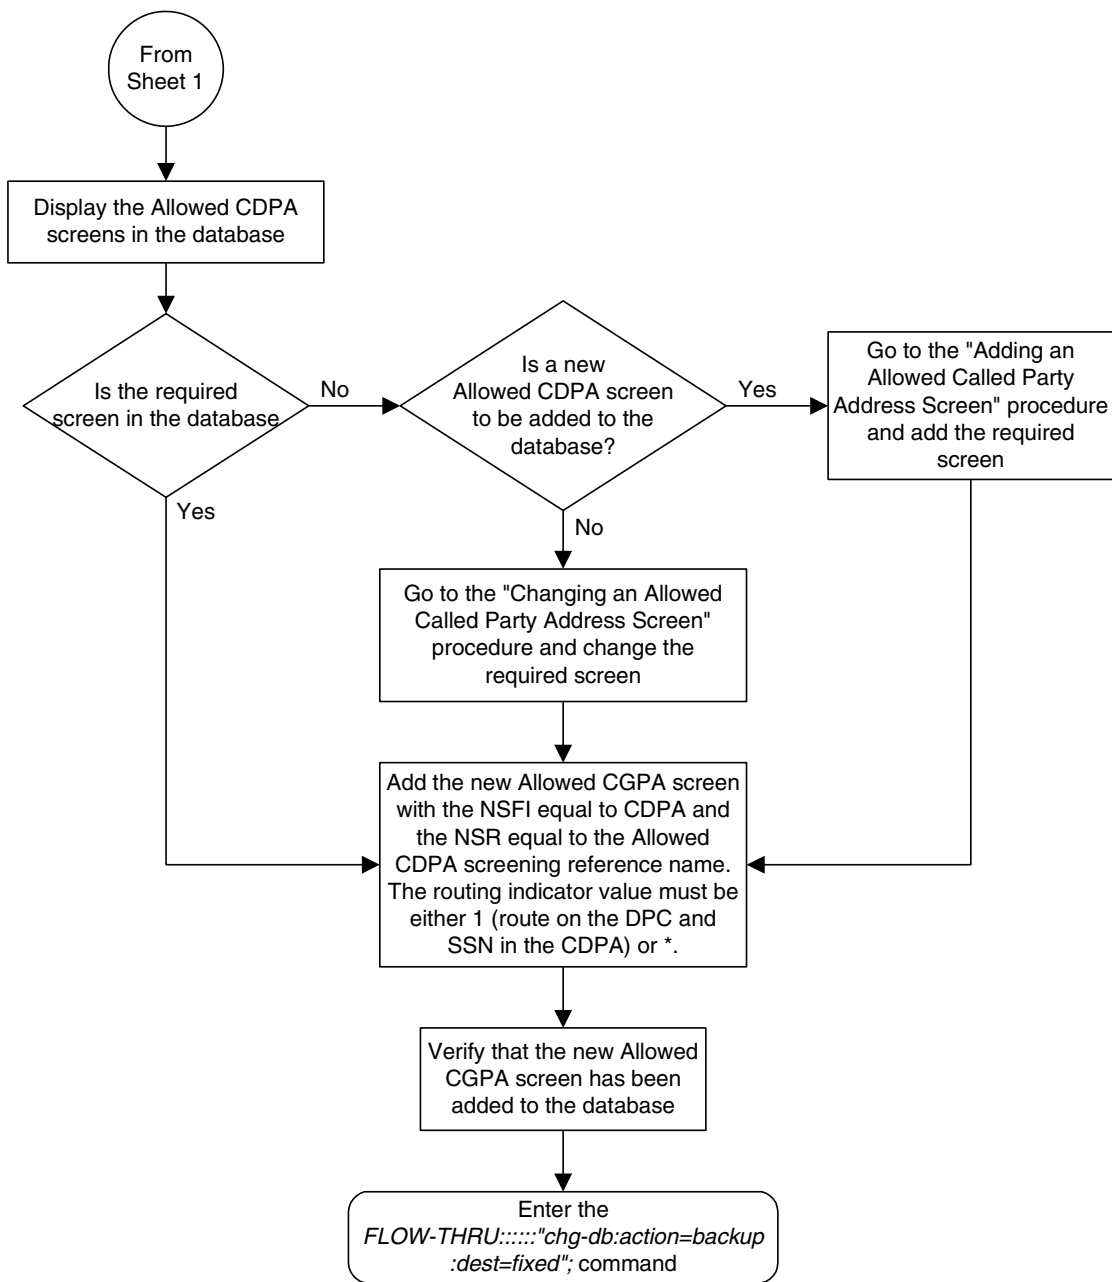 From
Sheet 1
Display the Allowed CDPA
screens in the database
Is the required
screen in the database
No
Yes
Is a new
Allowed CDPA screen
to be added to the
database?
Yes
No
Go to the "Adding an
Allowed Called Party
Address Screen" procedure
and add the required
screen
Go to the "Changing an Allowed
Called Party Address Screen"
procedure and change the
required screen
Add the new Allowed CGPA screen
with the NSFI equal to CDPA and
the NSR equal to the Allowed
CDPA screening reference name.
The routing indicator value must be
either 1 (route on the DPC and
SSN in the CDPA) or *.
Verify that the new Allowed
CGPA screen has been
added to the database
Enter the
FLOW-THRU::::::"chg-db:action=backup
:dest=fixed"; command